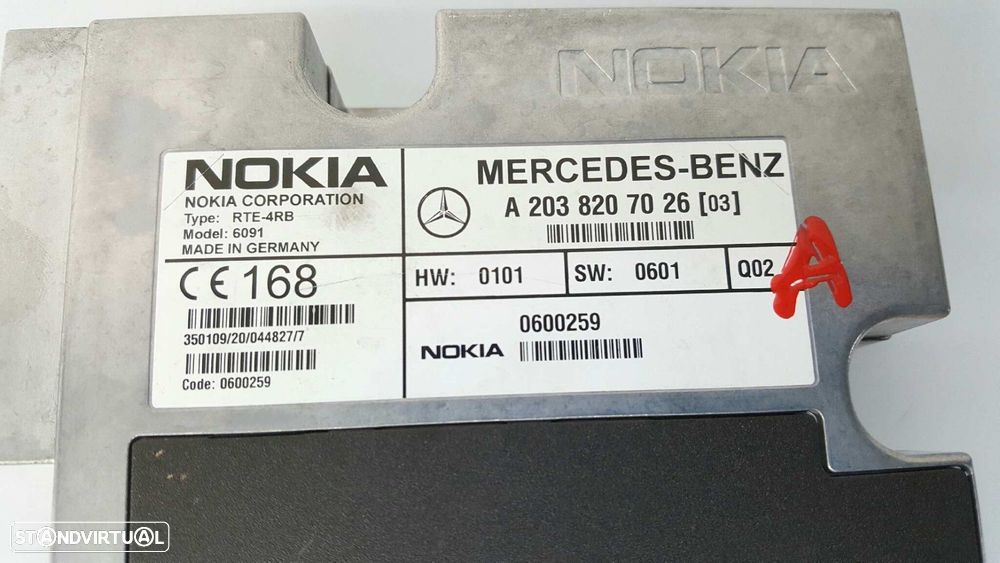 NOKIA
NOKIA
NOKIA CORPORATION
Type: RTE-4RB
Model: 6091
MADE IN GERMANY
CE 168
350109/20/044827/7
Code: 0600259
MERCEDES-BENZ
A 203 820 70 26 [03]
HW: 0101 SW: 0601 Q02
A
0600259
NOKIA
STANDVIRTUAL